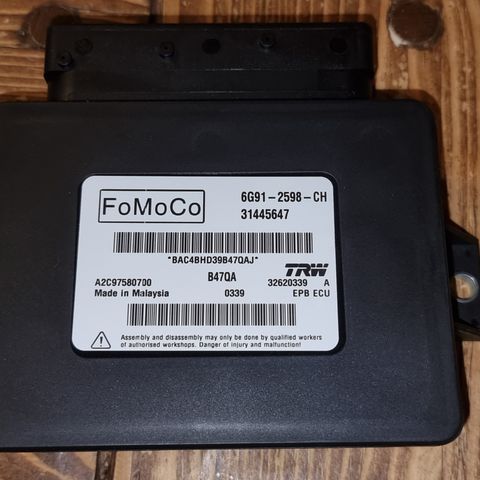 FoMoCo
6G91-2598-CH
31445647
*BAC4BHD39B47QAJ*
B47QA
TRW
A2C97580700
32620339 A
Made in Malaysia
0339
EPB ECU
Assembly and disassembly may only be done by qualified workers
of authorised workshops. Danger of injury and malfunction!